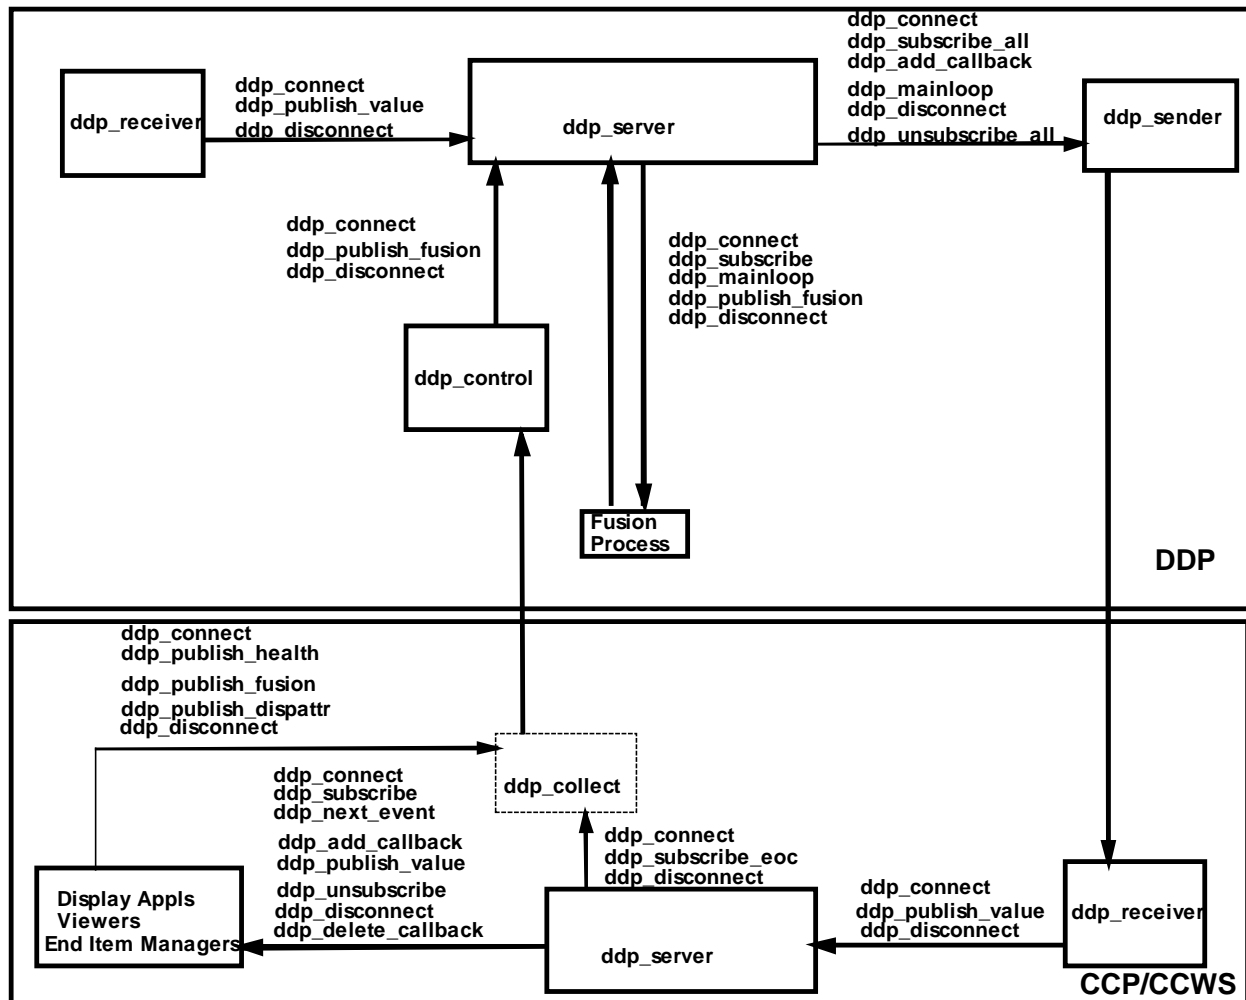 ddp_connect
ddp_subscribe_all
ddp_add_callback
ddp_mainloop
ddp_disconnect
ddp_unsubscribe_all
ddp_connect
ddp_publish_value
ddp_disconnect
ddp_receiver
ddp_server
ddp_sender
ddp_connect
ddp_publish_fusion
ddp_disconnect
ddp_connect
ddp_subscribe
ddp_mainloop
ddp_publish_fusion
ddp_disconnect
ddp_control
Fusion
Process
DDP
ddp_connect
ddp_publish_health
ddp_publish_fusion
ddp_publish_dispattr
ddp_disconnect
ddp_collect
ddp_connect
ddp_subscribe
ddp_next_event
ddp_add_callback
ddp_publish_value
ddp_unsubscribe
ddp_disconnect
ddp_delete_callback
ddp_connect
ddp_subscribe_eoc
ddp_disconnect
Display Appls
Viewers
End Item Managers
ddp_server
ddp_connect
ddp_publish_value
ddp_disconnect
ddp_receiver
CCP/CCWS